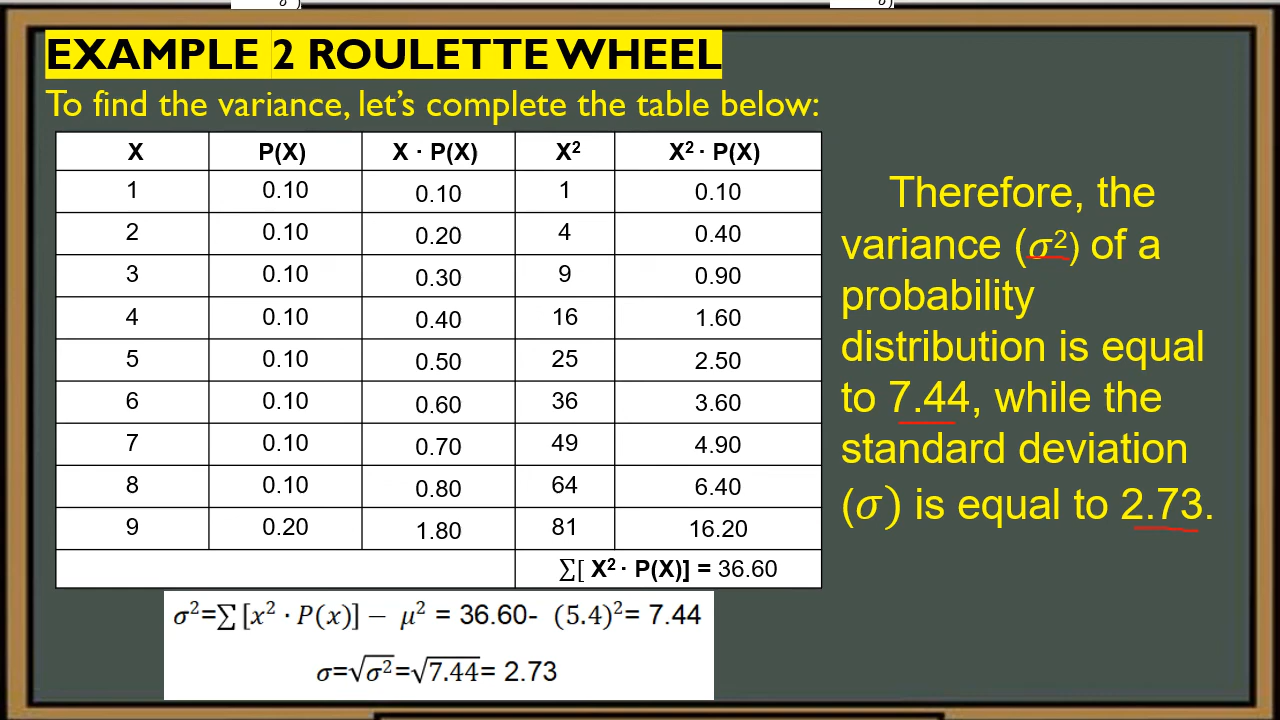 EXAMPLE 2 ROULETTE WHEEL
To find the variance, let's complete the table below:
X P(X) X · P(X) X² X² · P(X)
1 0.10 0.10 1 0.10
2 0.10 0.20 4 0.40
3 0.10 0.30 9 0.90
4 0.10 0.40 16 1.60
5 0.10 0.50 25 2.50
6 0.10 0.60 36 3.60
7 0.10 0.70 49 4.90
8 0.10 0.80 64 6.40
9 0.20 1.80 81 16.20
∑[ X² · P(X)] = 36.60
σ²=∑[x² · P(x)] − μ² = 36.60- (5.4)²= 7.44
σ=√σ²=√7.44= 2.73
Therefore, the
variance (σ²) of a
probability
distribution is equal
to 7.44, while the
standard deviation
(σ) is equal to 2.73.